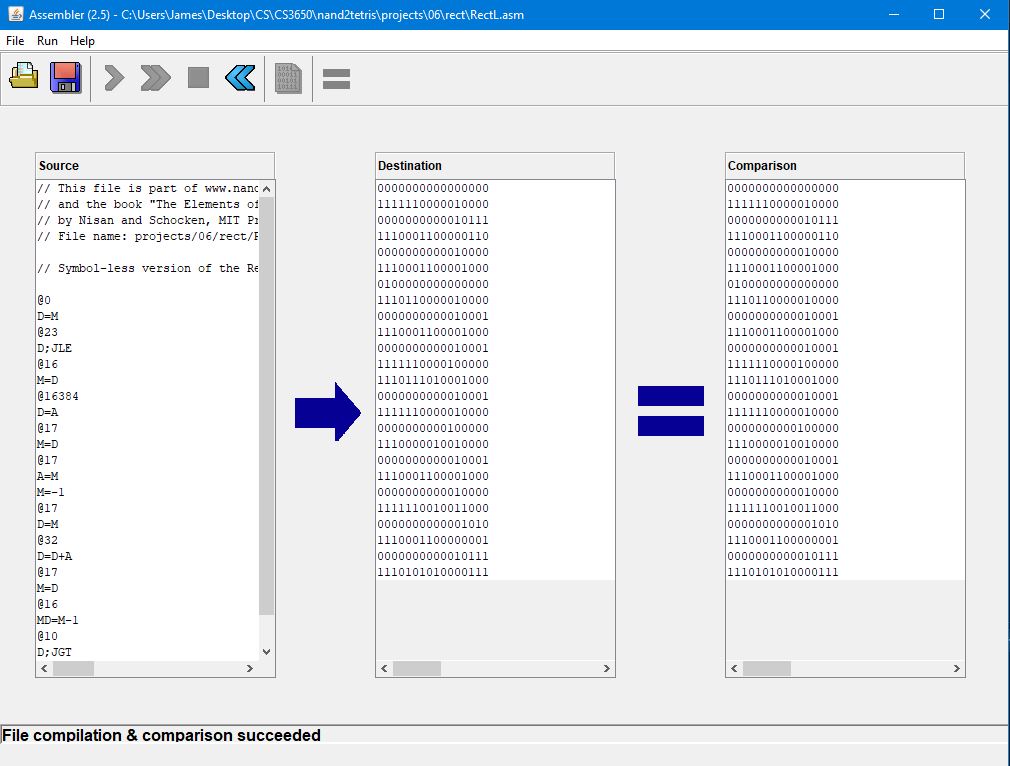 Assembler (2.5) - C:\Users\James\Desktop\CS\CS3650\nand2tetris\projects\06\rect\RectL.asm
File Run Help
Source
// This file is part of www.nand
// and the book "The Elements of
// by Nisan and Schocken, MIT Pr
// File name: projects/06/rect/R
// Symbol-less version of the Re
@0
D=M
@23
D;JLE
@16
M=D
@16384
D=A
@17
M=D
@17
A=M
M=-1
@17
D=M
@32
D=D+A
@17
M=D
@16
MD=M-1
@10
D;JGT
Destination
0000000000000000
1111110000010000
0000000000010111
1110001100000110
0000000000010000
1110001100001000
0100000000000000
1110110000010000
0000000000010001
1110001100001000
0000000000010001
1111110000100000
1110111010001000
0000000000010001
1111110000010000
0000000000100000
1110000010010000
0000000000010001
1110001100001000
0000000000010000
1111110010011000
0000000000001010
1110001100000001
0000000000010111
1110101010000111
Comparison
0000000000000000
1111110000010000
0000000000010111
1110001100000110
0000000000010000
1110001100001000
0100000000000000
1110110000010000
0000000000010001
1110001100001000
0000000000010001
1111110000100000
1110111010001000
0000000000010001
1111110000010000
0000000000100000
1110000010010000
0000000000010001
1110001100001000
0000000000010000
1111110010011000
0000000000001010
1110001100000001
0000000000010111
1110101010000111
File compilation & comparison succeeded